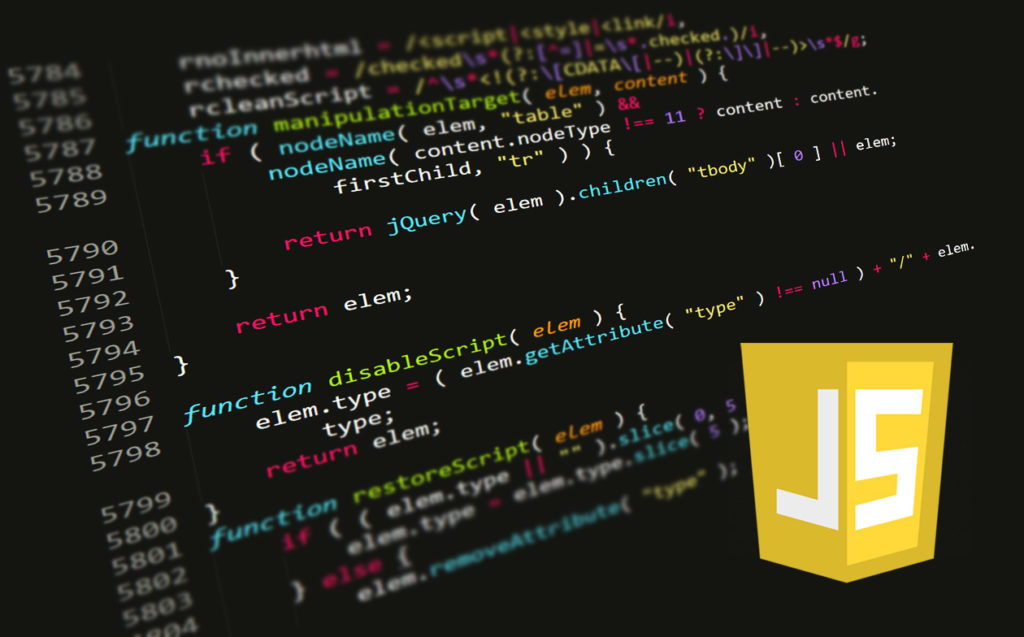 5784 rnoInnerhtml = /<script|<style|<link/i,
5785 rchecked = /checked\s*(?:[^=]|=\s*.checked.)/i,
5786 rcleanScript = /^\s*<!(?:\[CDATA\[|--)|(?:\]\]|--)>\s*$/g;
5787 function manipulationTarget( elem, content ) {
5788 if ( nodeName( elem, "table" ) &&
5789 nodeName( content.nodeType !== 11 ? content : content.
firstChild, "tr" ) ) {
5790
5791 return jQuery( elem ).children( "tbody" )[ 0 ] || elem;
5792 }
5793
5794 return elem;
5795 }
5796
5797 function disableScript( elem ) {
5798 elem.type = ( elem.getAttribute( "type" ) !== null ) + "/" + elem.
type;
5799 return elem;
5800 }
5801 function restoreScript( elem ) {
5802 if ( ( elem.type || "" ).slice( 0, 5
5803 elem.type = elem.type.slice( 5 );
5804 } else {
elem.removeAttribute( "type" );
JS